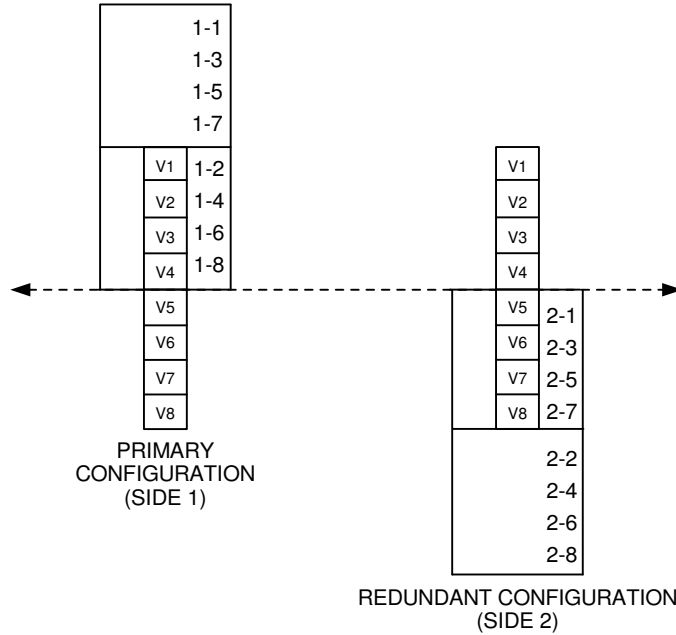 1-1
1-3
1-5
1-7
V1
1-2
V2
1-4
V3
1-6
V4
1-8
V5
V6
V7
V8
PRIMARY
CONFIGURATION
(SIDE 1)
V1
V2
V3
V4
V5
2-1
V6
2-3
V7
2-5
V8
2-7
2-2
2-4
2-6
2-8
REDUNDANT CONFIGURATION
(SIDE 2)